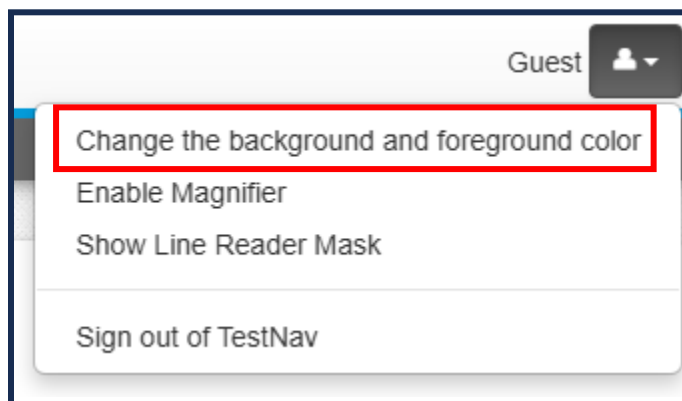 Guest
Change the background and foreground color
Enable Magnifier
Show Line Reader Mask
Sign out of TestNav